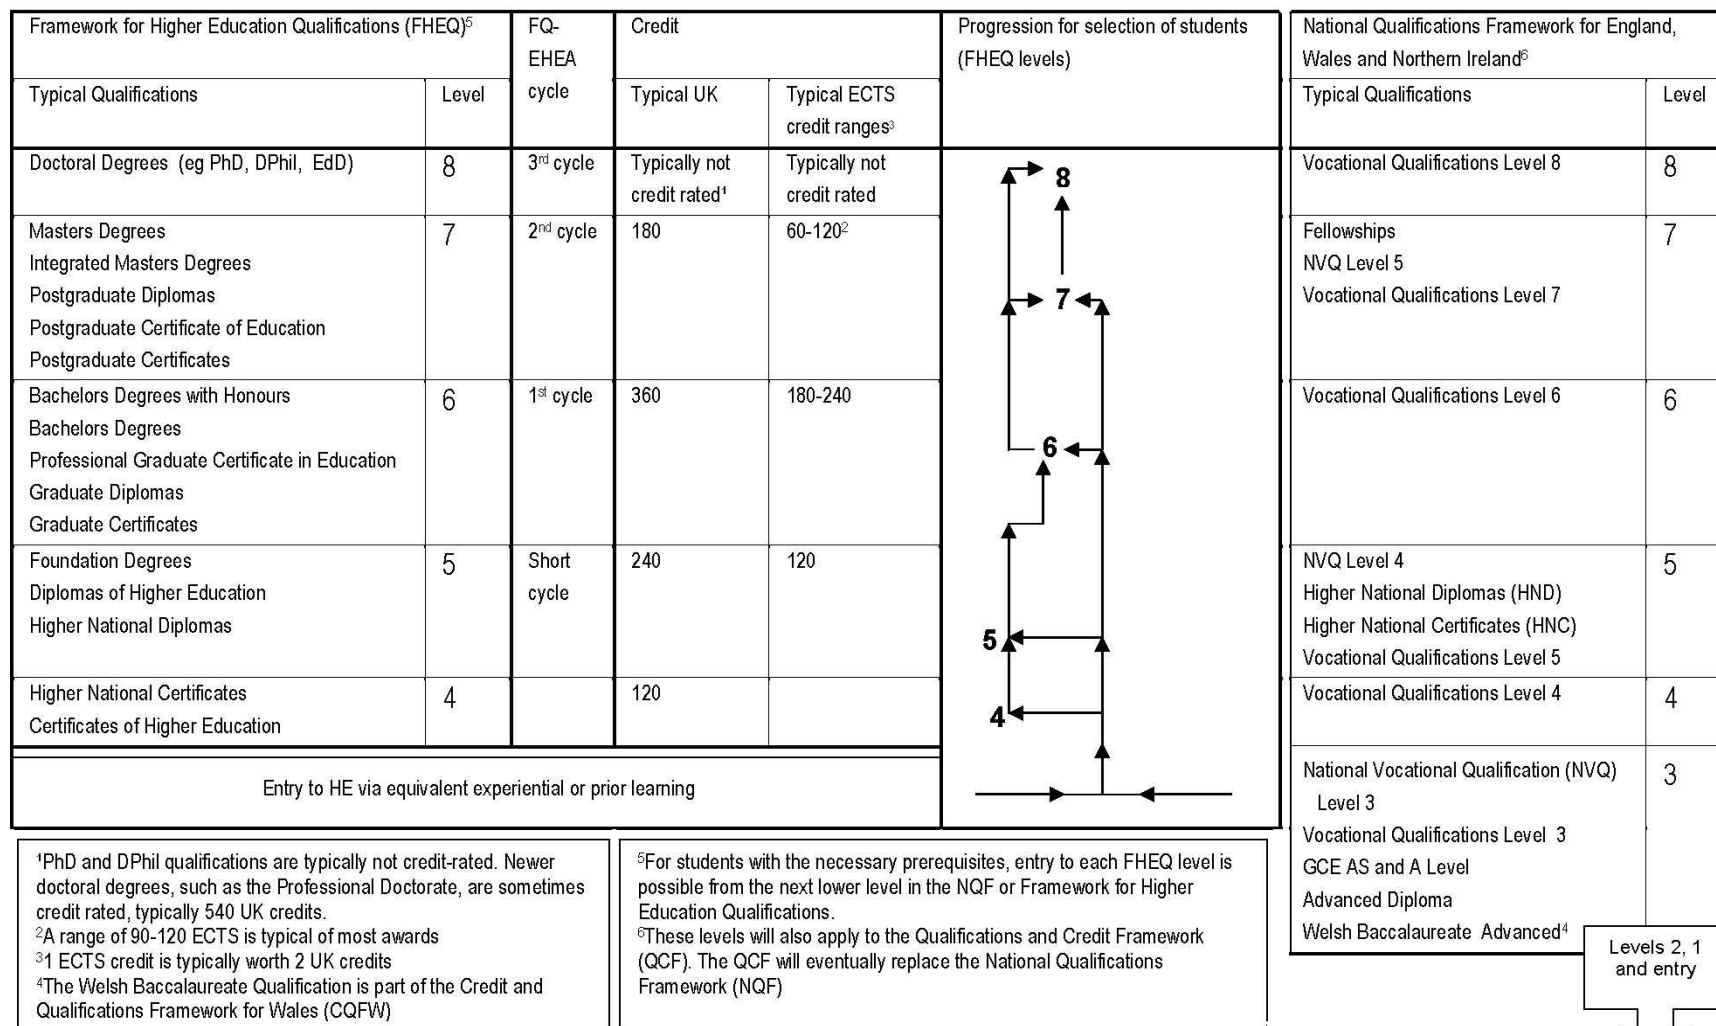 Framework for Higher Education Qualifications (FHEQ)⁵
FQ-
EHEA
cycle
Credit
Progression for selection of students
(FHEQ levels)
National Qualifications Framework for England,
Wales and Northern Ireland⁶
Typical Qualifications
Level
Typical UK
Typical ECTS
credit ranges³
Typical Qualifications
Level
Doctoral Degrees (eg PhD, DPhil, EdD)
8
3rd cycle
Typically not
credit rated¹
Typically not
credit rated
8
Vocational Qualifications Level 8
8
Masters Degrees
Integrated Masters Degrees
Postgraduate Diplomas
Postgraduate Certificate of Education
Postgraduate Certificates
7
2nd cycle
180
60-120²
7
Fellowships
NVQ Level 5
Vocational Qualifications Level 7
7
Bachelors Degrees with Honours
Bachelors Degrees
Professional Graduate Certificate in Education
Graduate Diplomas
Graduate Certificates
6
1st cycle
360
180-240
6
Vocational Qualifications Level 6
6
Foundation Degrees
Diplomas of Higher Education
Higher National Diplomas
5
Short
cycle
240
120
5
NVQ Level 4
Higher National Diplomas (HND)
Higher National Certificates (HNC)
Vocational Qualifications Level 5
5
Higher National Certificates
Certificates of Higher Education
4
120
4
Vocational Qualifications Level 4
4
Entry to HE via equivalent experiential or prior learning
National Vocational Qualification (NVQ)
Level 3
Vocational Qualifications Level 3
GCE AS and A Level
Advanced Diploma
Welsh Baccalaureate Advanced⁴
3
¹PhD and DPhil qualifications are typically not credit-rated. Newer
doctoral degrees, such as the Professional Doctorate, are sometimes
credit rated, typically 540 UK credits.
²A range of 90-120 ECTS is typical of most awards
³1 ECTS credit is typically worth 2 UK credits
⁴The Welsh Baccalaureate Qualification is part of the Credit and
Qualifications Framework for Wales (CQFW)
⁵For students with the necessary prerequisites, entry to each FHEQ level is
possible from the next lower level in the NQF or Framework for Higher
Education Qualifications.
⁶These levels will also apply to the Qualifications and Credit Framework
(QCF). The QCF will eventually replace the National Qualifications
Framework (NQF)
Levels 2, 1
and entry